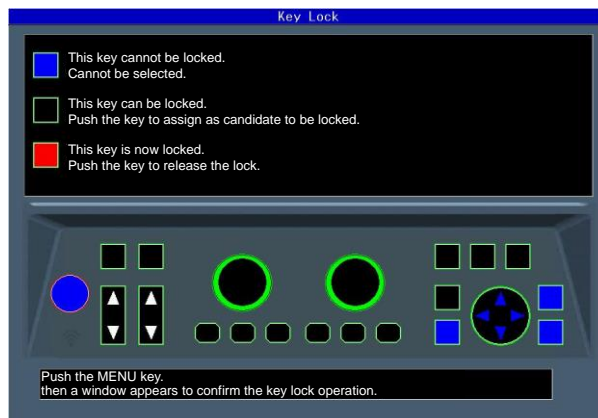 Key Lock
This key cannot be locked.
Cannot be selected.
This key can be locked.
Push the key to assign as candidate to be locked.
This key is now locked.
Push the key to release the lock.
Push the MENU key.
then a window appears to confirm the key lock operation.